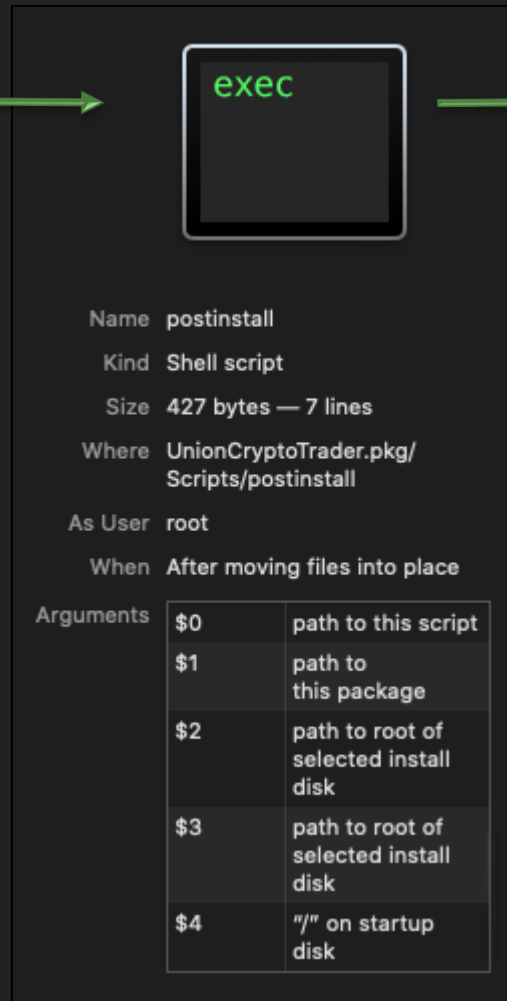 exec
Name postinstall
Kind Shell script
Size 427 bytes — 7 lines
Where UnionCryptoTrader.pkg/
Scripts/postinstall
As User root
When After moving files into place
Arguments $0 path to this script
$1 path to
this package
$2 path to root of
selected install
disk
$3 path to root of
selected install
disk
$4 "/" on startup
disk